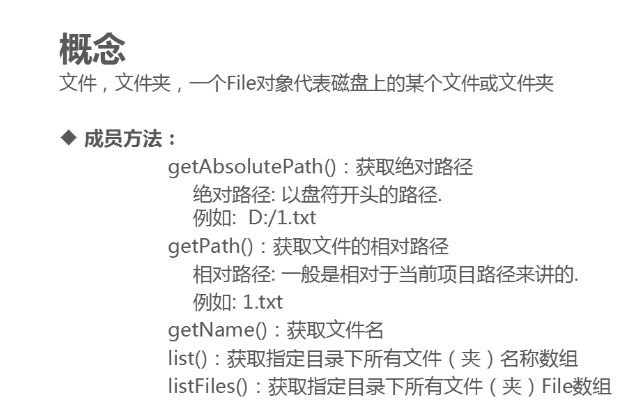 概念
文件，文件夹，一个File对象代表磁盘上的某个文件或文件夹
◆ 成员方法：
getAbsolutePath()：获取绝对路径
绝对路径: 以盘符开头的路径.
例如:  D:/1.txt
getPath()：获取文件的相对路径
相对路径: 一般是相对于当前项目路径来讲的.
例如: 1.txt
getName()：获取文件名
list()：获取指定目录下所有文件（夹）名称数组
listFiles()：获取指定目录下所有文件（夹）File数组